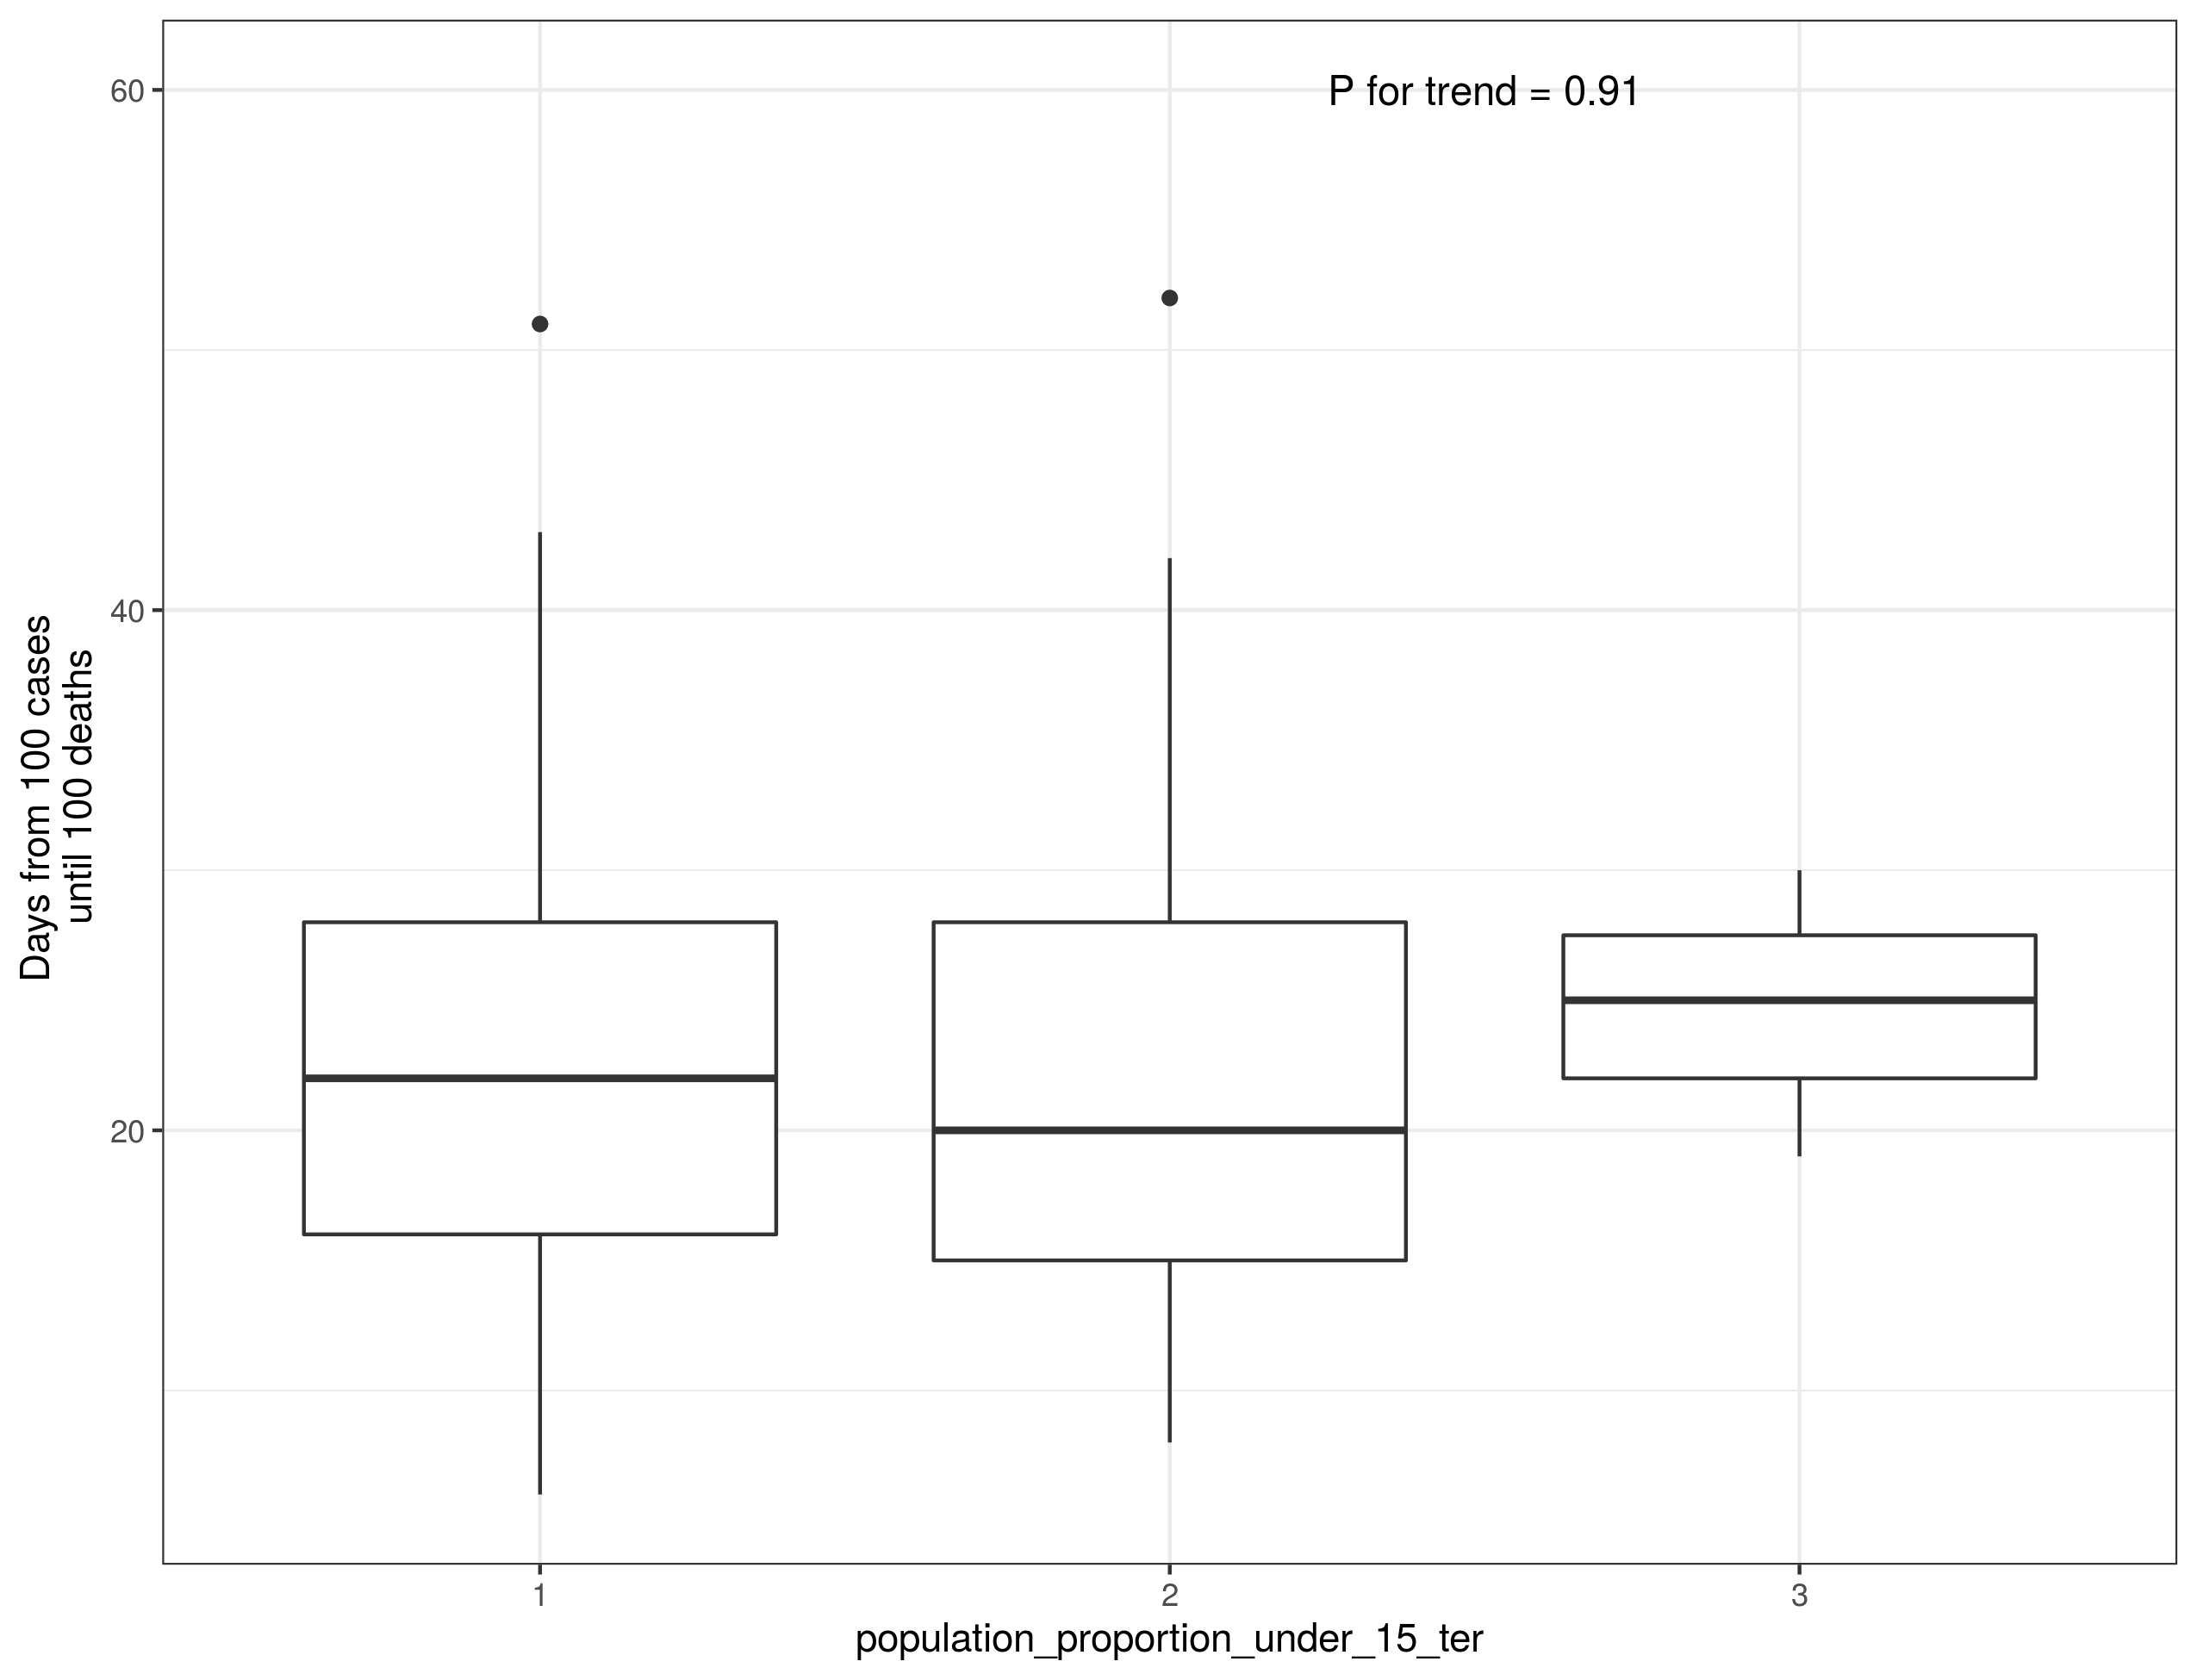 P for trend = 0.91
60
40
20
Days from 100 cases
until 100 deaths
1
2
3
population_proportion_under_15_ter